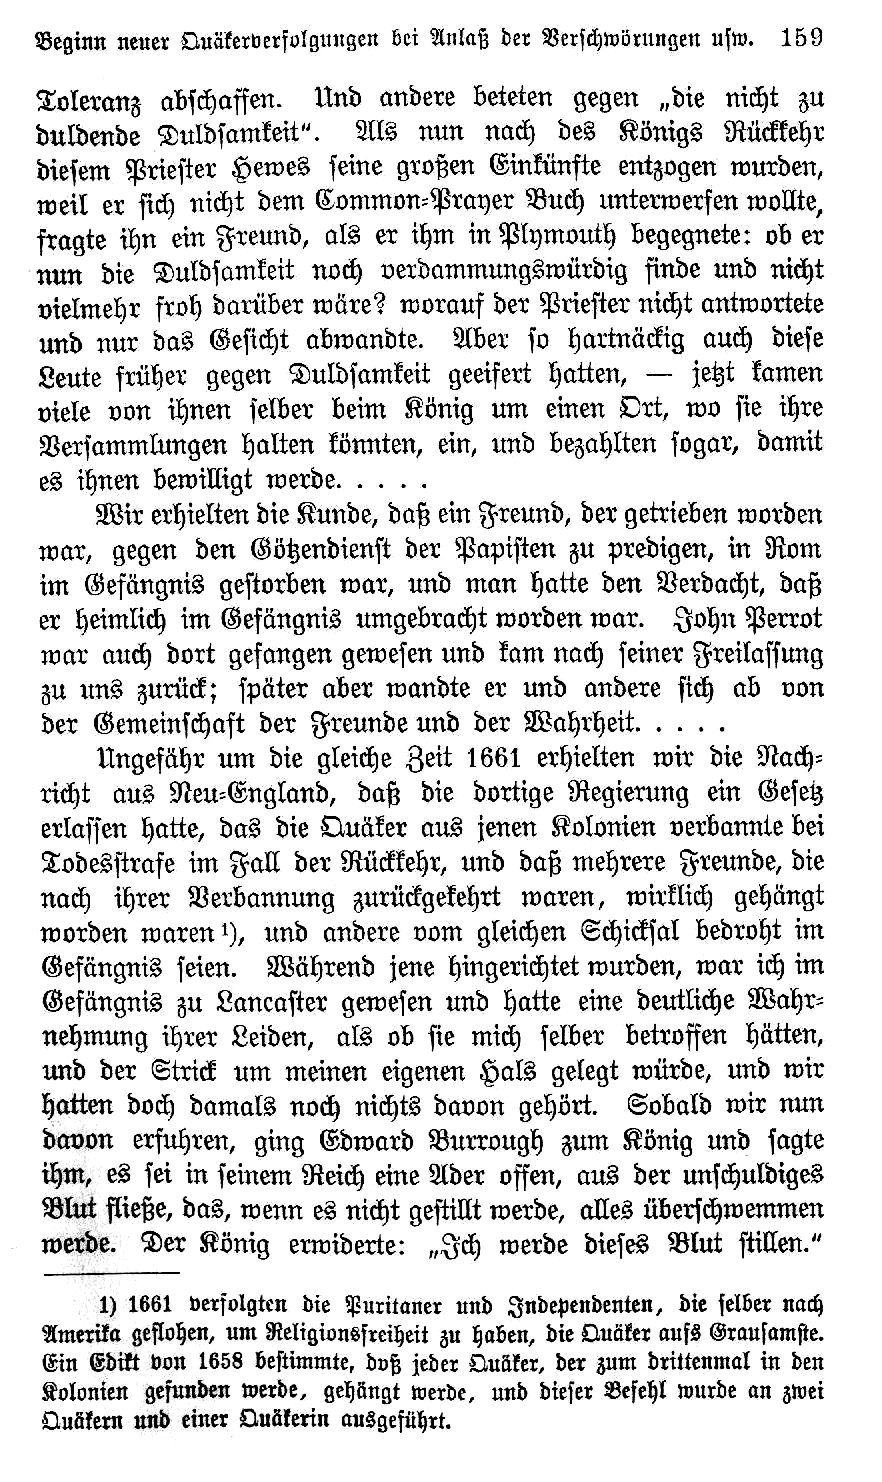 Beginn neuer Quäkerverfolgungen bei Anlaß der Verschwörungen usw. 159
Toleranz abschaffen. Und andere beteten gegen „die nicht zu
duldende Duldsamkeit“. Als nun nach des Königs Rückkehr
diesem Priester Hewes seine großen Einkünfte entzogen wurden,
weil er sich nicht dem Common-Prayer Buch unterwerfen wollte,
fragte ihn ein Freund, als er ihm in Plymouth begegnete: ob er
nun die Duldsamkeit noch verdammungswürdig finde und nicht
vielmehr froh darüber wäre? worauf der Priester nicht antwortete
und nur das Gesicht abwandte. Aber so hartnäckig auch diese
Leute früher gegen Duldsamkeit geeifert hatten, — jetzt kamen
viele von ihnen selber beim König um einen Ort, wo sie ihre
Versammlungen halten könnten, ein, und bezahlten sogar, damit
es ihnen bewilligt werde. . . . .
Wir erhielten die Kunde, daß ein Freund, der getrieben worden
war, gegen den Götzendienst der Papisten zu predigen, in Rom
im Gefängnis gestorben war, und man hatte den Verdacht, daß
er heimlich im Gefängnis umgebracht worden war. John Perrot
war auch dort gefangen gewesen und kam nach seiner Freilassung
zu uns zurück; später aber wandte er und andere sich ab von
der Gemeinschaft der Freunde und der Wahrheit. . . . .
Ungefähr um die gleiche Zeit 1661 erhielten wir die Nach-
richt aus Neu-England, daß die dortige Regierung ein Gesetz
erlassen hatte, das die Quäker aus jenen Kolonien verbannte bei
Todesstrafe im Fall der Rückkehr, und daß mehrere Freunde, die
nach ihrer Verbannung zurückgekehrt waren, wirklich gehängt
worden waren ¹), und andere vom gleichen Schicksal bedroht im
Gefängnis seien. Während jene hingerichtet wurden, war ich im
Gefängnis zu Lancaster gewesen und hatte eine deutliche Wahr-
nehmung ihrer Leiden, als ob sie mich selber betroffen hätten,
und der Strick um meinen eigenen Hals gelegt würde, und wir
hatten doch damals noch nichts davon gehört. Sobald wir nun
davon erfuhren, ging Edward Burrough zum König und sagte
ihm, es sei in seinem Reich eine Ader offen, aus der unschuldiges
Blut fließe, das, wenn es nicht gestillt werde, alles überschwemmen
werde. Der König erwiderte: „Ich werde dieses Blut stillen.“
1) 1661 verfolgten die Puritaner und Independenten, die selber nach
Amerika geflohen, um Religionsfreiheit zu haben, die Quäker aufs Grausamste.
Ein Edikt von 1658 bestimmte, doß jeder Quäker, der zum drittenmal in den
Kolonien gefunden werde, gehängt werde, und dieser Befehl wurde an zwei
Quäkern und einer Quäkerin ausgeführt.